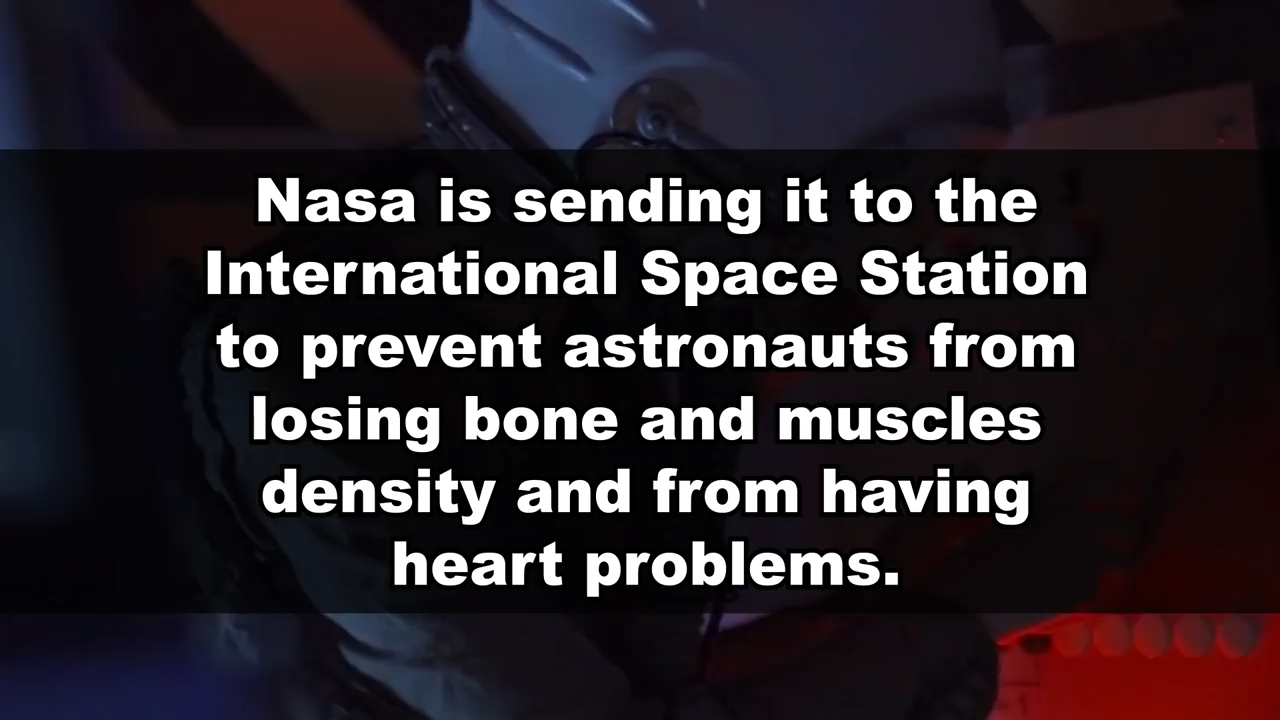 Nasa is sending it to the
International Space Station
to prevent astronauts from
losing bone and muscles
density and from having
heart problems.